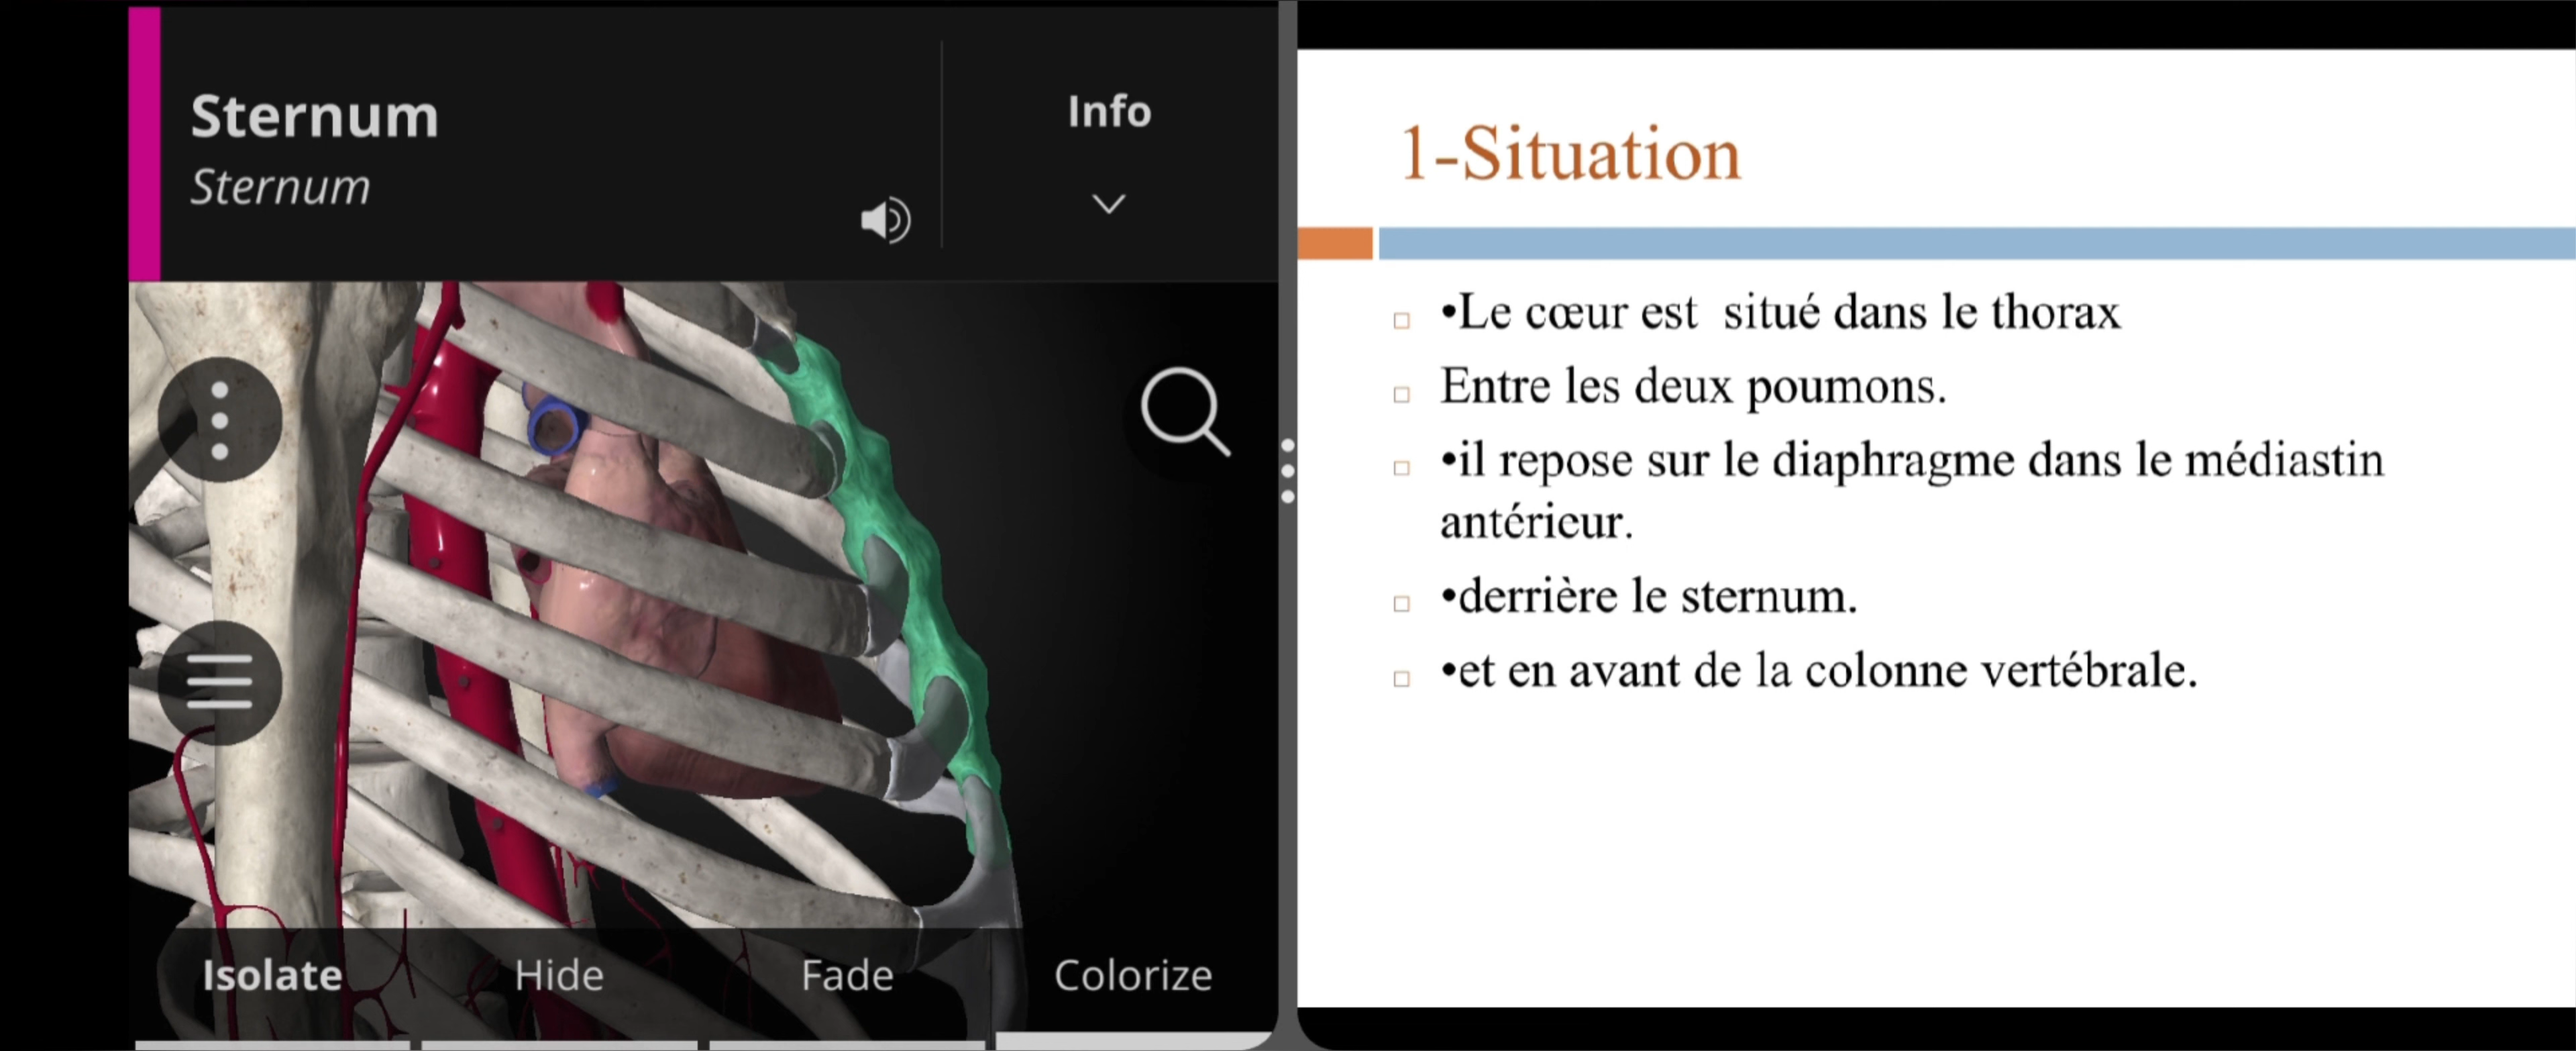 Sternum
Sternum
Info
Isolate
Hide
Fade
Colorize
1-Situation
•Le cœur est situé dans le thorax
Entre les deux poumons.
•il repose sur le diaphragme dans le médiastin
antérieur.
•derrière le sternum.
•et en avant de la colonne vertébrale.